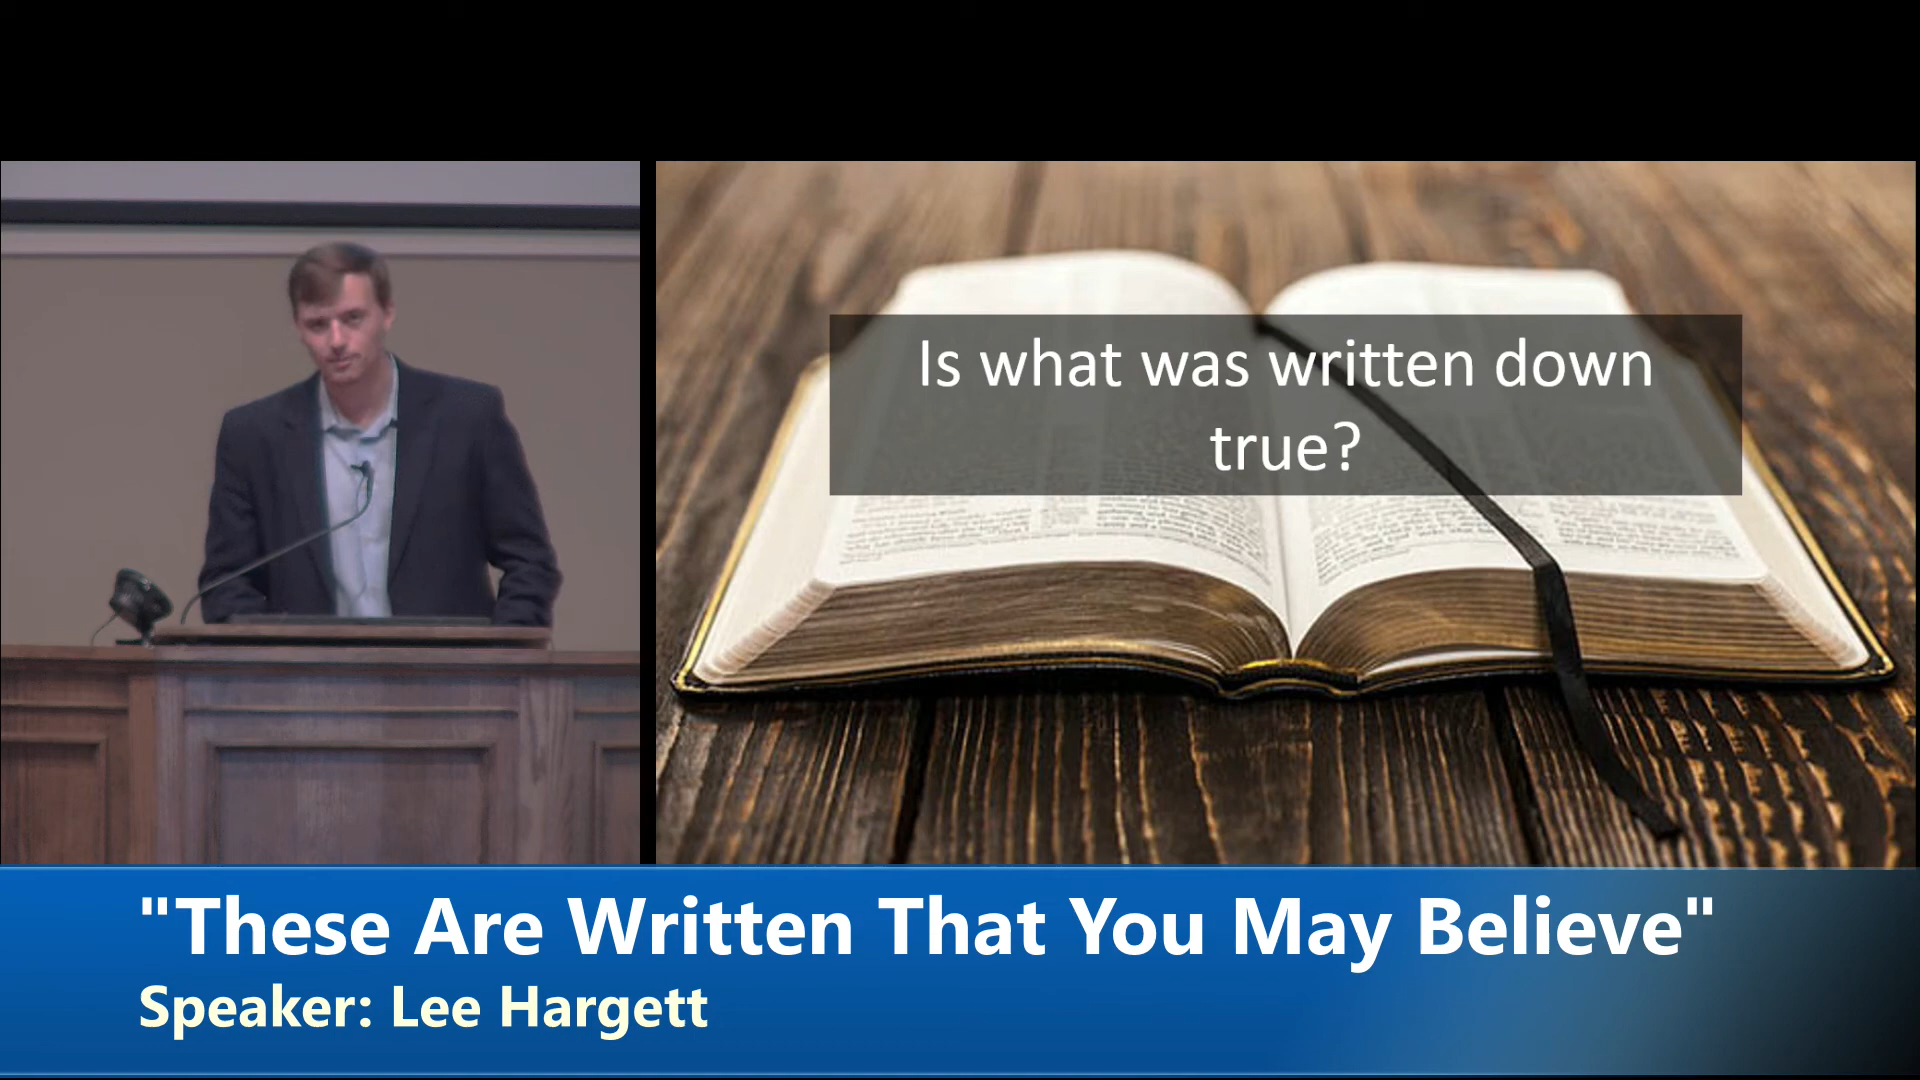 Is what was written down
true?
"These Are Written That You May Believe"
Speaker: Lee Hargett